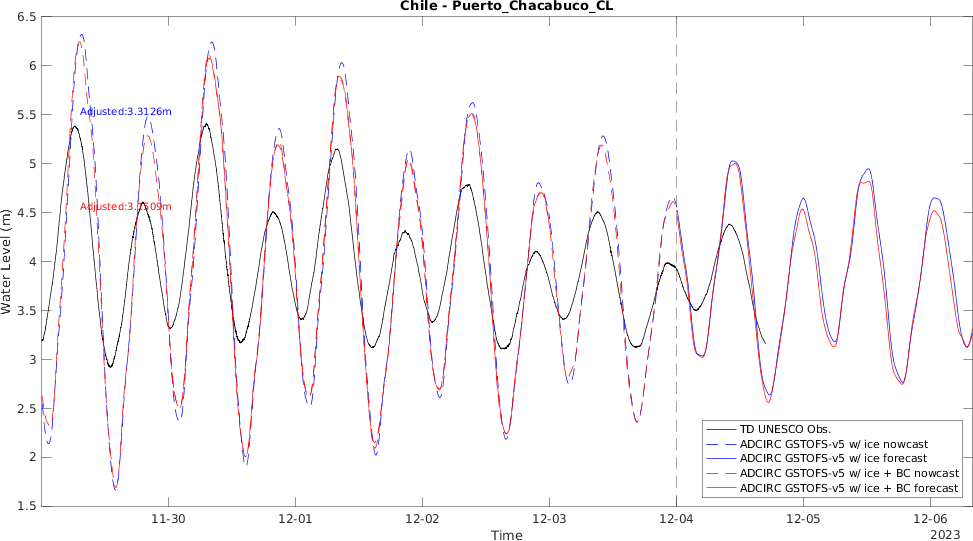 Chile - Puerto_Chacabuco_CL
6.5
6
5.5
5
4.5
4
3.5
3
2.5
2
1.5
Water Level (m)
Adjusted:3.3126m
11-30
12-01
12-02
12-03
12-04
12-05
12-06
Time
2023
TD UNESCO Obs.
ADCIRC GSTOFS-v5 w/ ice nowcast
ADCIRC GSTOFS-v5 w/ ice forecast
ADCIRC GSTOFS-v5 w/ ice + BC nowcast
ADCIRC GSTOFS-v5 w/ ice + BC forecast